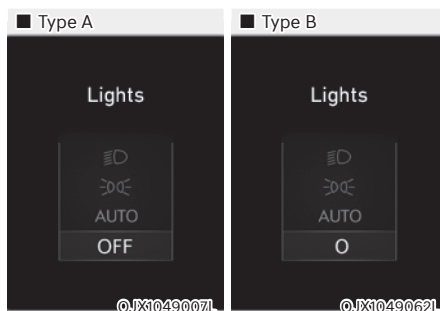 ■ Type A
Lights
AUTO
OFF
OJX1049007L
■ Type B
Lights
AUTO
O
OJX1049062L